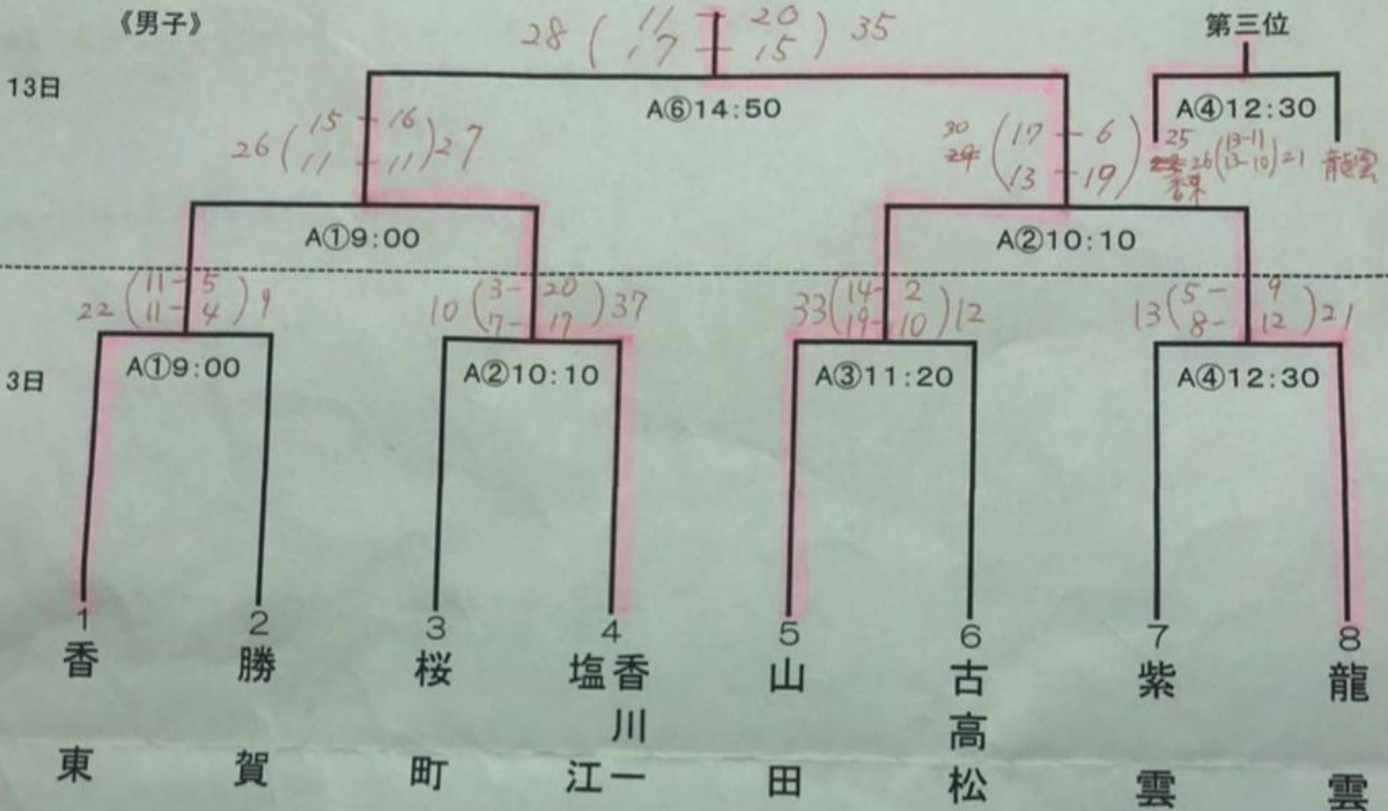 《男子》
28 ( 11 - 20 ) 35
17 - 15
第三位
13日
A⑥14:50
A④12:30
26 ( 15 - 16 ) 27
11 - 11
30 ( 17 - 6 ) 25
13 - 19
26 ( 13-11 ) 21
13-10
香東
龍雲
A①9:00
A②10:10
22 ( 11 - 5 ) 9
11 - 4
10 ( 3 - 20 ) 37
7 - 17
33 ( 14 - 2 ) 12
19 - 10
13 ( 5 - 9 ) 21
8 - 12
3日
A①9:00
A②10:10
A③11:20
A④12:30
1 2 3 4 5 6 7 8
香東
勝賀
桜町
塩江
香川一
山田
古高松
紫雲
龍雲